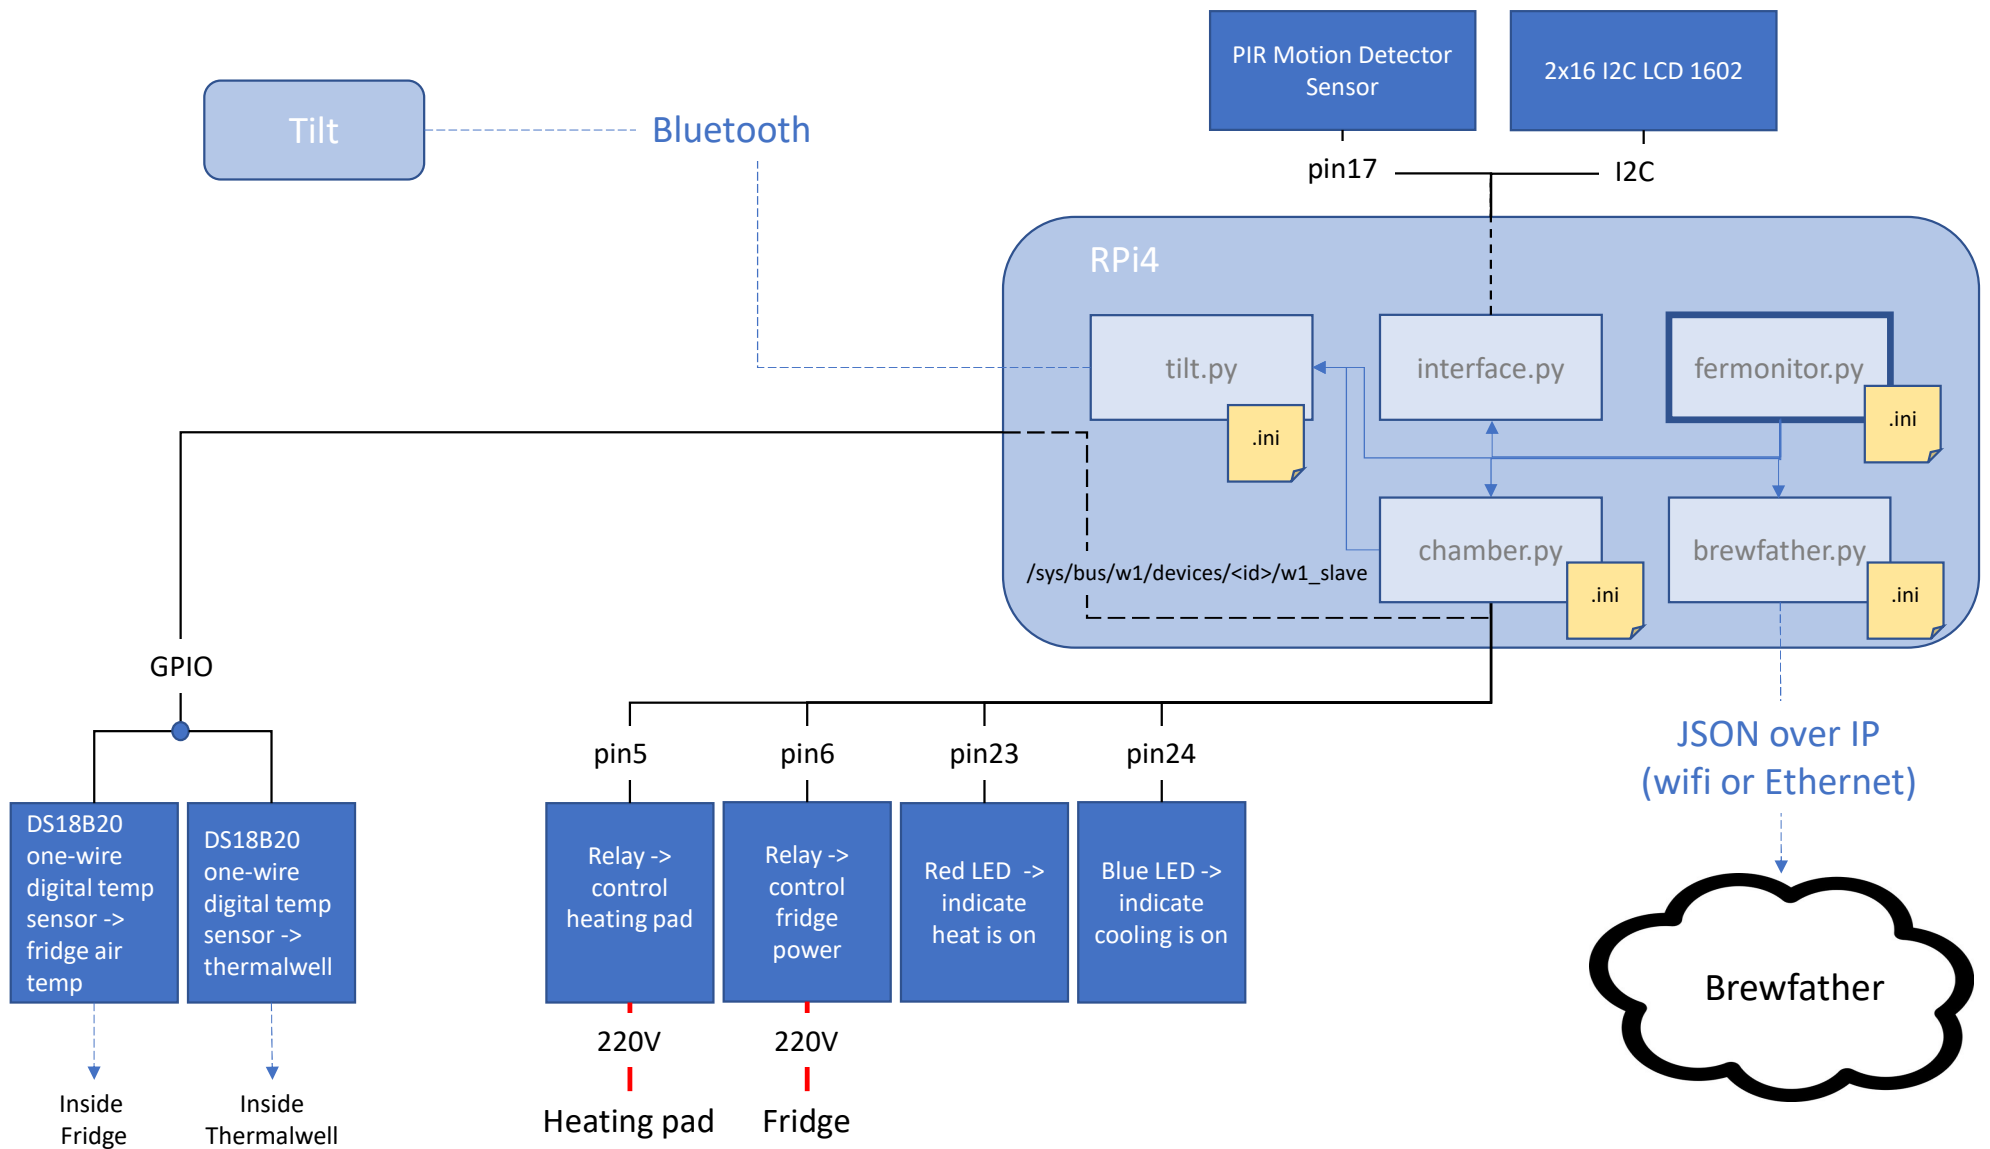 PIR Motion Detector
Sensor
2x16 I2C LCD 1602
Tilt
Bluetooth
pin17
I2C
RPi4
tilt.py
.ini
interface.py
fermonitor.py
.ini
chamber.py
.ini
brewfather.py
.ini
/sys/bus/w1/devices/<id>/w1_slave
GPIO
pin5
pin6
pin23
pin24
JSON over IP
(wifi or Ethernet)
DS18B20
one-wire
digital temp
sensor ->
fridge air
temp
DS18B20
one-wire
digital temp
sensor ->
thermalwell
Relay ->
control
heating pad
Relay ->
control
fridge
power
Red LED  ->
indicate
heat is on
Blue LED ->
indicate
cooling is on
Brewfather
220V
220V
Inside
Fridge
Inside
Thermalwell
Heating pad
Fridge